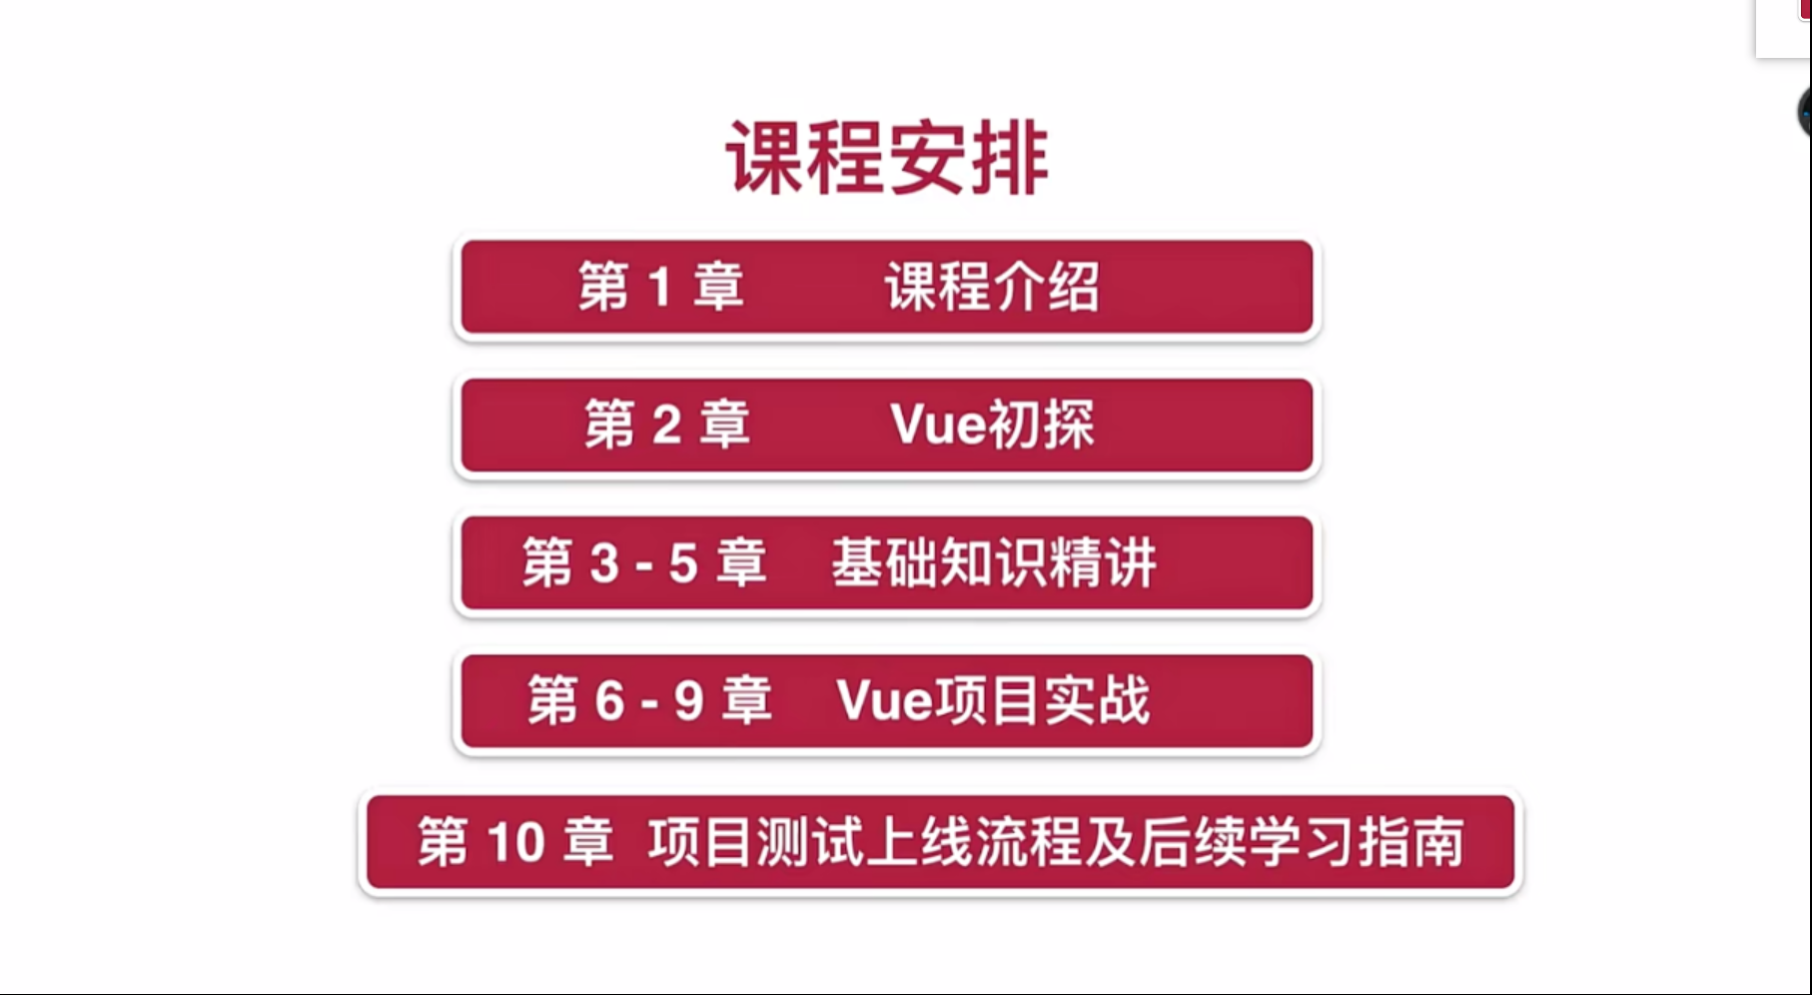 课程安排
第 1 章 课程介绍
第 2 章 Vue初探
第 3 - 5 章 基础知识精讲
第 6 - 9 章 Vue项目实战
第 10 章 项目测试上线流程及后续学习指南